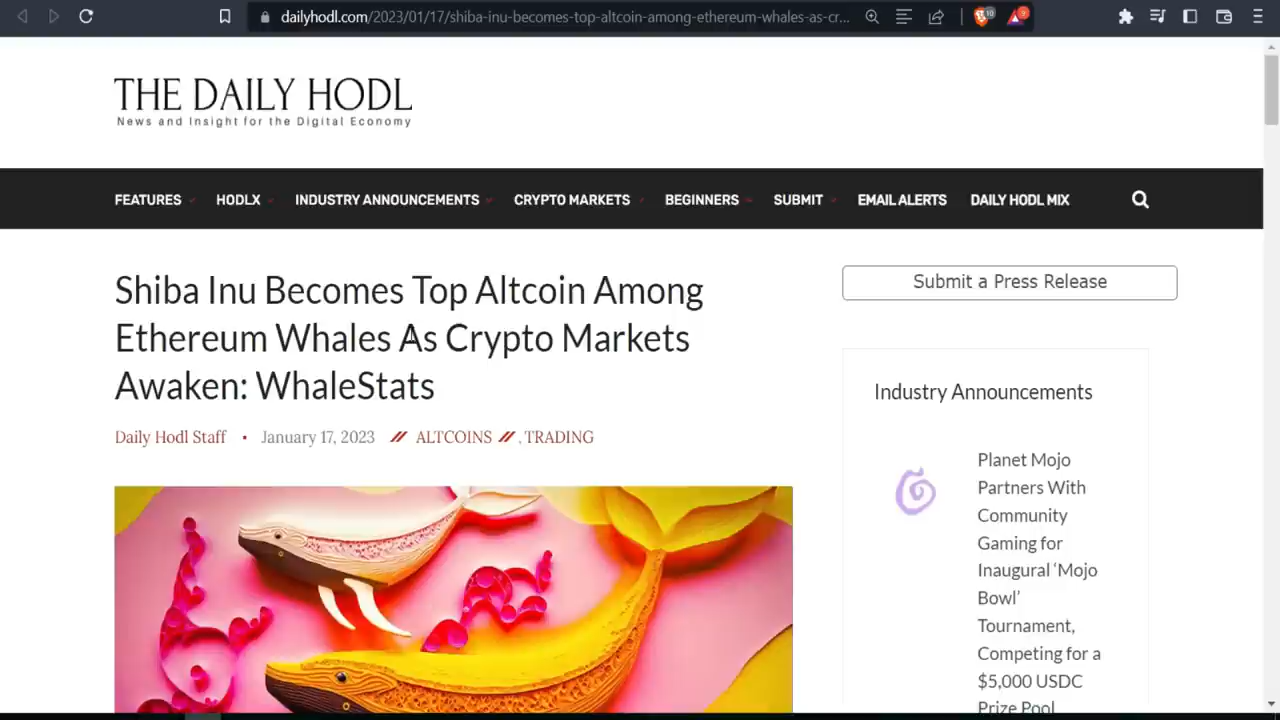 dailyhodl.com/2023/01/17/shiba-inu-becomes-top-altcoin-among-ethereum-whales-as-cr...
10
9
THE DAILY HODL
News and Insight for the Digital Economy
FEATURES HODLX INDUSTRY ANNOUNCEMENTS CRYPTO MARKETS BEGINNERS SUBMIT EMAIL ALERTS DAILY HODL MIX
Shiba Inu Becomes Top Altcoin Among
Ethereum Whales As Crypto Markets
Awaken: WhaleStats
Daily Hodl Staff • January 17, 2023 // ALTCOINS // , TRADING
Submit a Press Release
Industry Announcements
Planet Mojo
Partners With
Community
Gaming for
Inaugural ‘Mojo
Bowl’
Tournament,
Competing for a
$5,000 USDC
Prize Pool